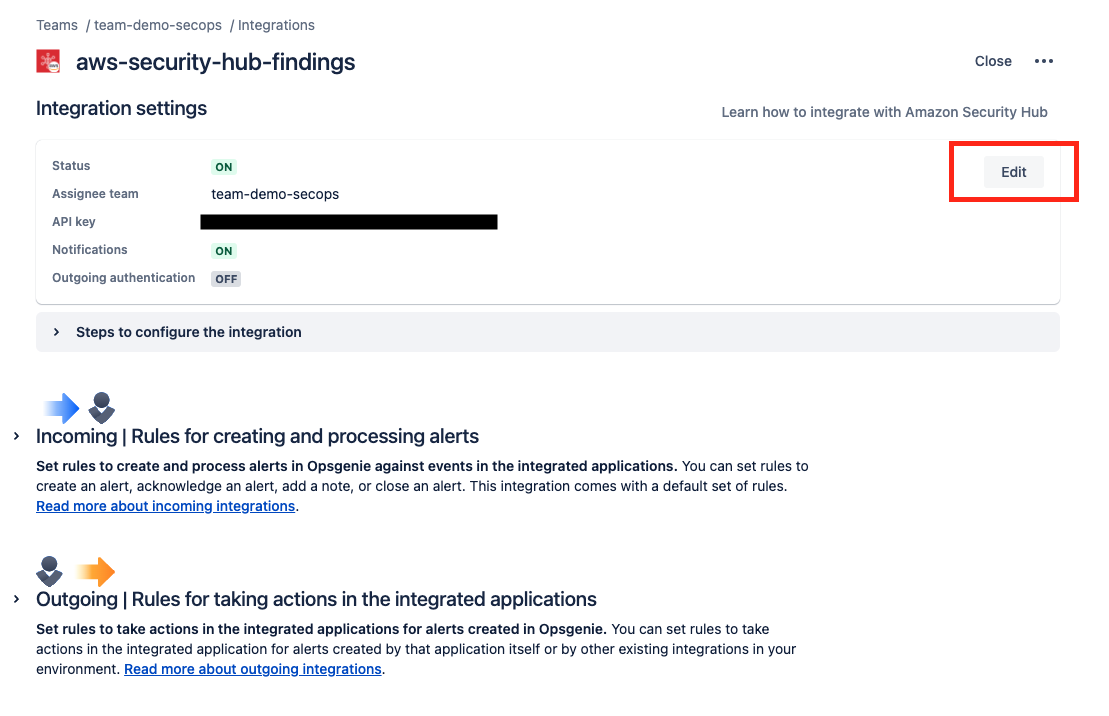 Teams / team-demo-secops / Integrations
aws-security-hub-findings
Close
Integration settings
Learn how to integrate with Amazon Security Hub
Status ON
Edit
Assignee team team-demo-secops
API key
Notifications ON
Outgoing authentication OFF
Steps to configure the integration
Incoming | Rules for creating and processing alerts
Set rules to create and process alerts in Opsgenie against events in the integrated applications. You can set rules to
create an alert, acknowledge an alert, add a note, or close an alert. This integration comes with a default set of rules.
Read more about incoming integrations.
Outgoing | Rules for taking actions in the integrated applications
Set rules to take actions in the integrated applications for alerts created in Opsgenie. You can set rules to take
actions in the integrated application for alerts created by that application itself or by other existing integrations in your
environment. Read more about outgoing integrations.